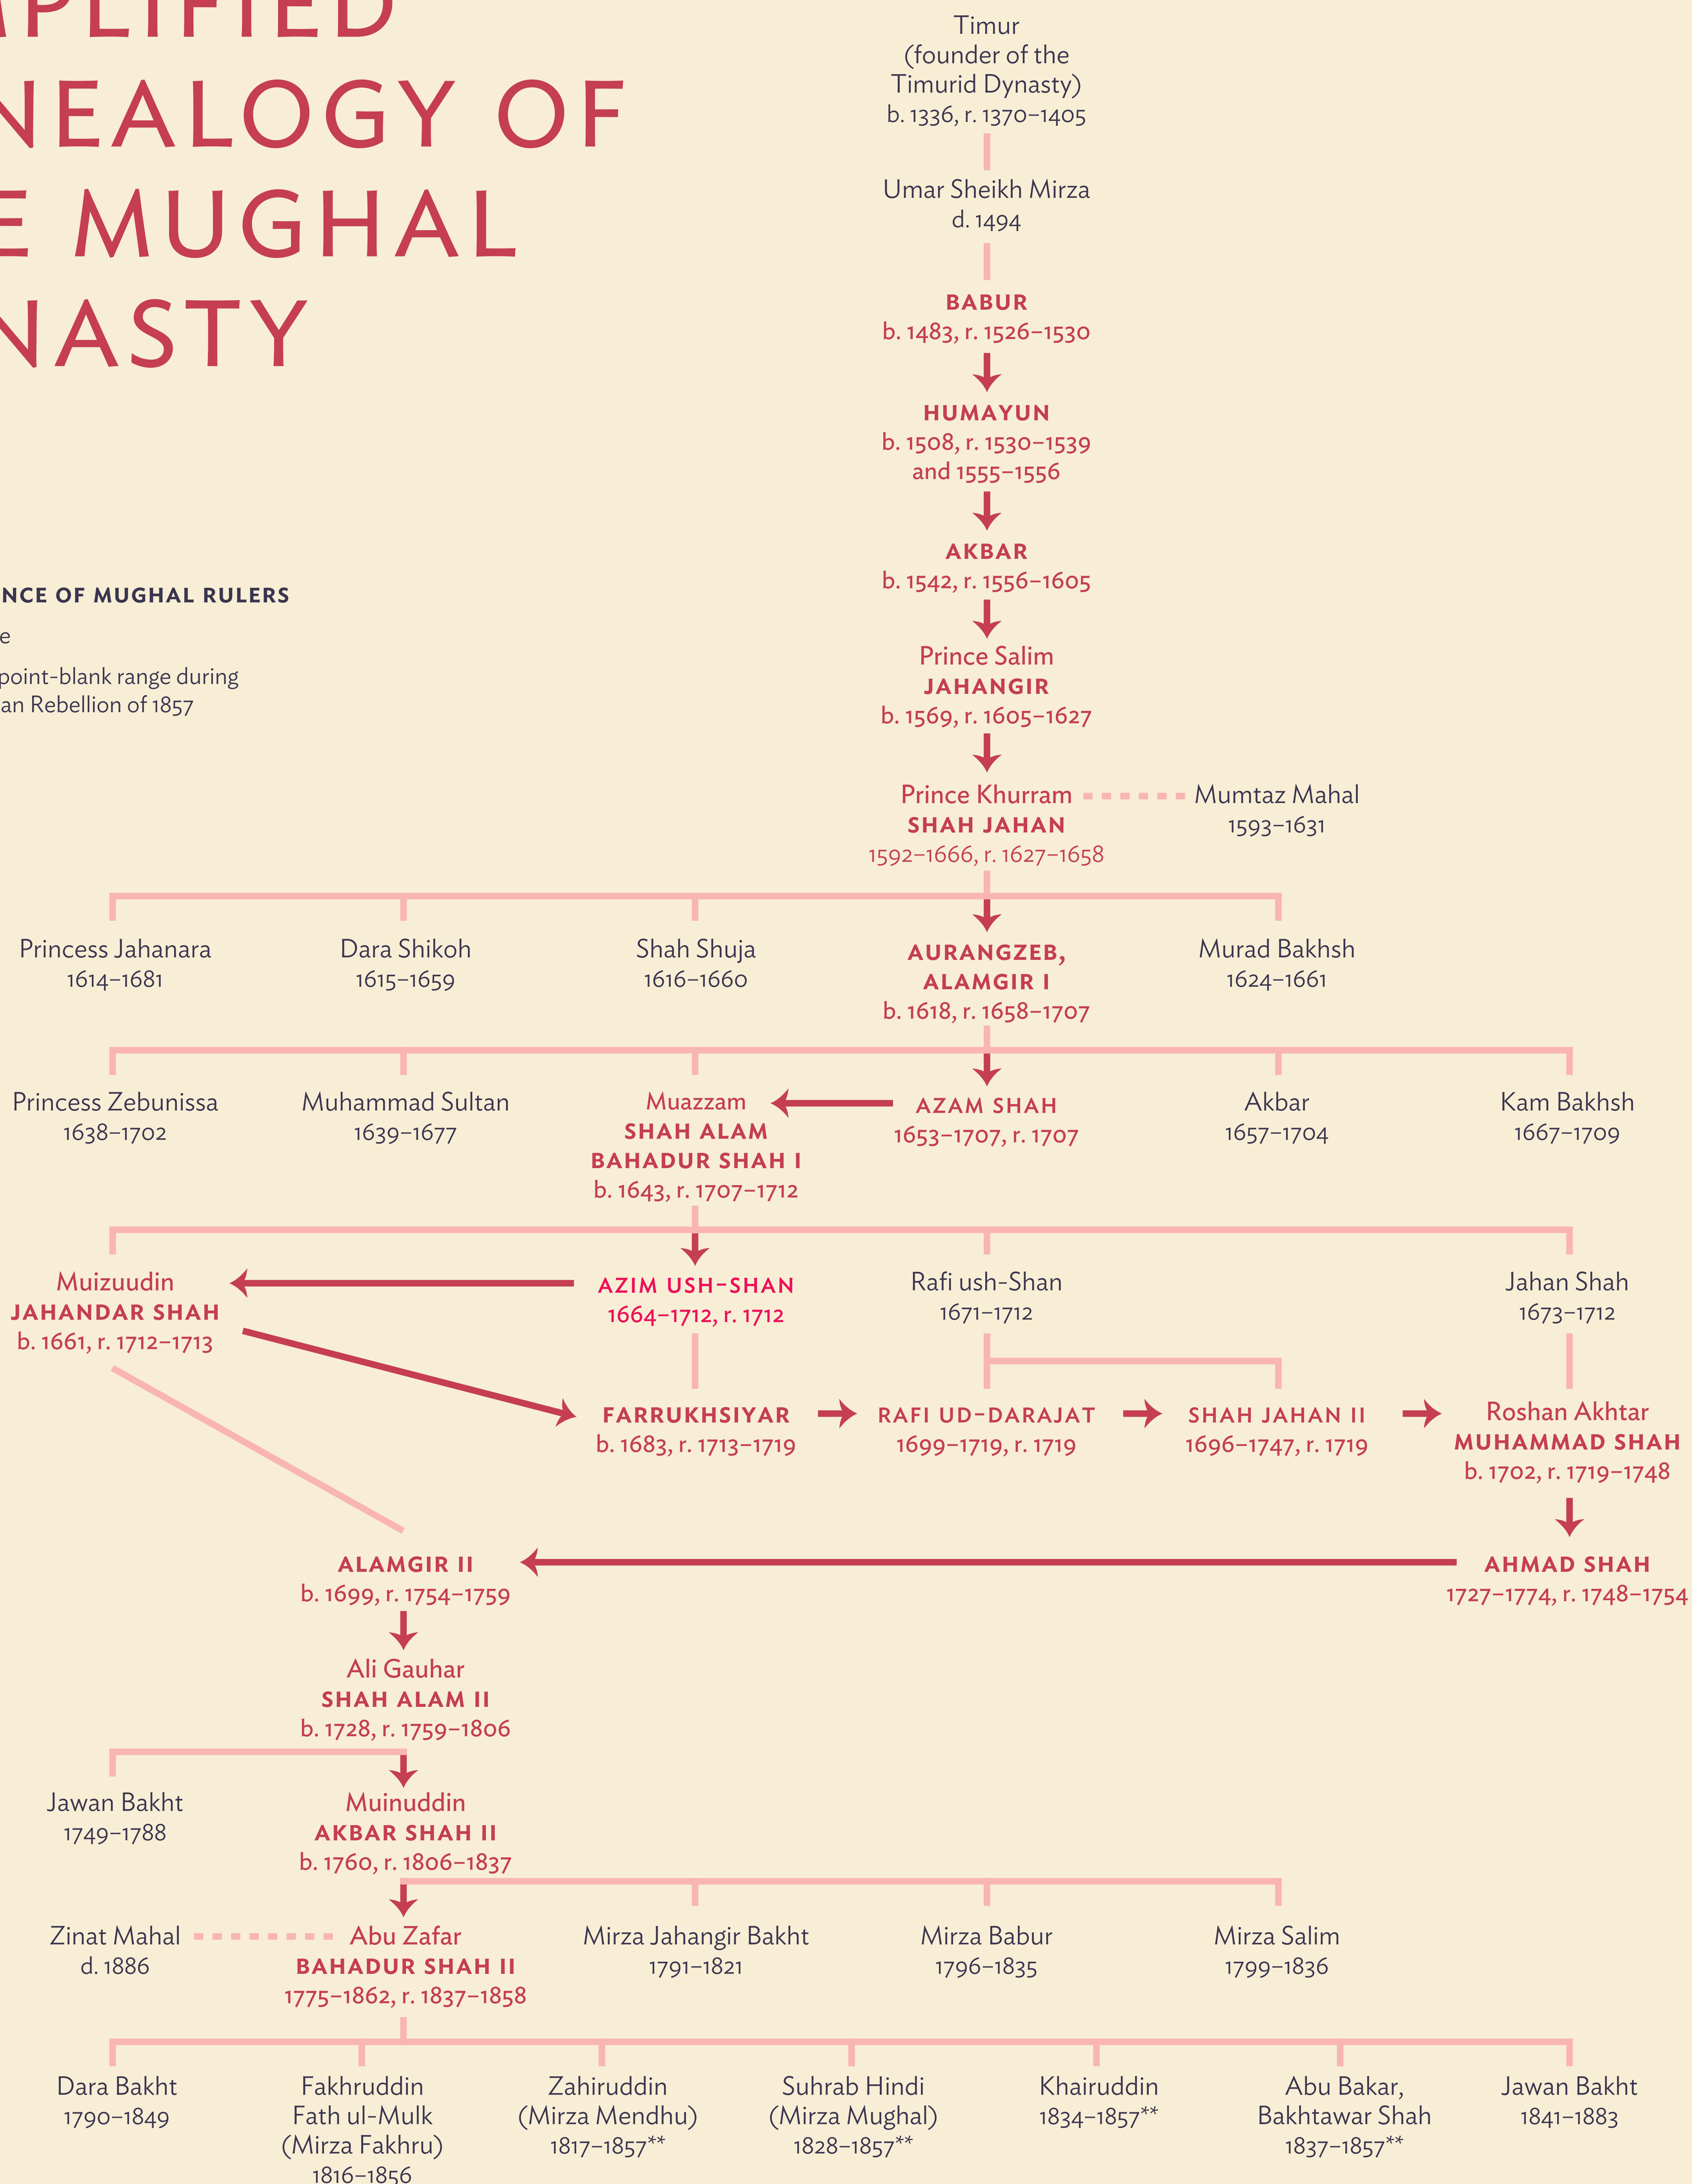 MPLIFIED
NEALOGY OF
E MUGHAL
NASTY
NCE OF MUGHAL RULERS
e
point-blank range during
an Rebellion of 1857
Timur
(founder of the
Timurid Dynasty)
b. 1336, r. 1370–1405
Umar Sheikh Mirza
d. 1494
BABUR
b. 1483, r. 1526–1530
HUMAYUN
b. 1508, r. 1530–1539
and 1555–1556
AKBAR
b. 1542, r. 1556–1605
Prince Salim
JAHANGIR
b. 1569, r. 1605–1627
Prince Khurram
SHAH JAHAN
1592–1666, r. 1627–1658
Mumtaz Mahal
1593–1631
Princess Jahanara
1614–1681
Dara Shikoh
1615–1659
Shah Shuja
1616–1660
AURANGZEB,
ALAMGIR I
b. 1618, r. 1658–1707
Murad Bakhsh
1624–1661
Princess Zebunissa
1638–1702
Muhammad Sultan
1639–1677
Muazzam
SHAH ALAM
BAHADUR SHAH I
b. 1643, r. 1707–1712
AZAM SHAH
1653–1707, r. 1707
Akbar
1657–1704
Kam Bakhsh
1667–1709
Muizuudin
JAHANDAR SHAH
b. 1661, r. 1712–1713
AZIM USH-SHAN
1664–1712, r. 1712
Rafi ush-Shan
1671–1712
Jahan Shah
1673–1712
FARRUKHSIYAR
b. 1683, r. 1713–1719
RAFI UD-DARAJAT
1699–1719, r. 1719
SHAH JAHAN II
1696–1747, r. 1719
Roshan Akhtar
MUHAMMAD SHAH
b. 1702, r. 1719–1748
ALAMGIR II
b. 1699, r. 1754–1759
AHMAD SHAH
1727–1774, r. 1748–1754
Ali Gauhar
SHAH ALAM II
b. 1728, r. 1759–1806
Jawan Bakht
1749–1788
Muinuddin
AKBAR SHAH II
b. 1760, r. 1806–1837
Zinat Mahal
d. 1886
Abu Zafar
BAHADUR SHAH II
1775–1862, r. 1837–1858
Mirza Jahangir Bakht
1791–1821
Mirza Babur
1796–1835
Mirza Salim
1799–1836
Dara Bakht
1790–1849
Fakhruddin
Fath ul-Mulk
(Mirza Fakhru)
1816–1856
Zahiruddin
(Mirza Mendhu)
1817–1857**
Suhrab Hindi
(Mirza Mughal)
1828–1857**
Khairuddin
1834–1857**
Abu Bakar,
Bakhtawar Shah
1837–1857**
Jawan Bakht
1841–1883